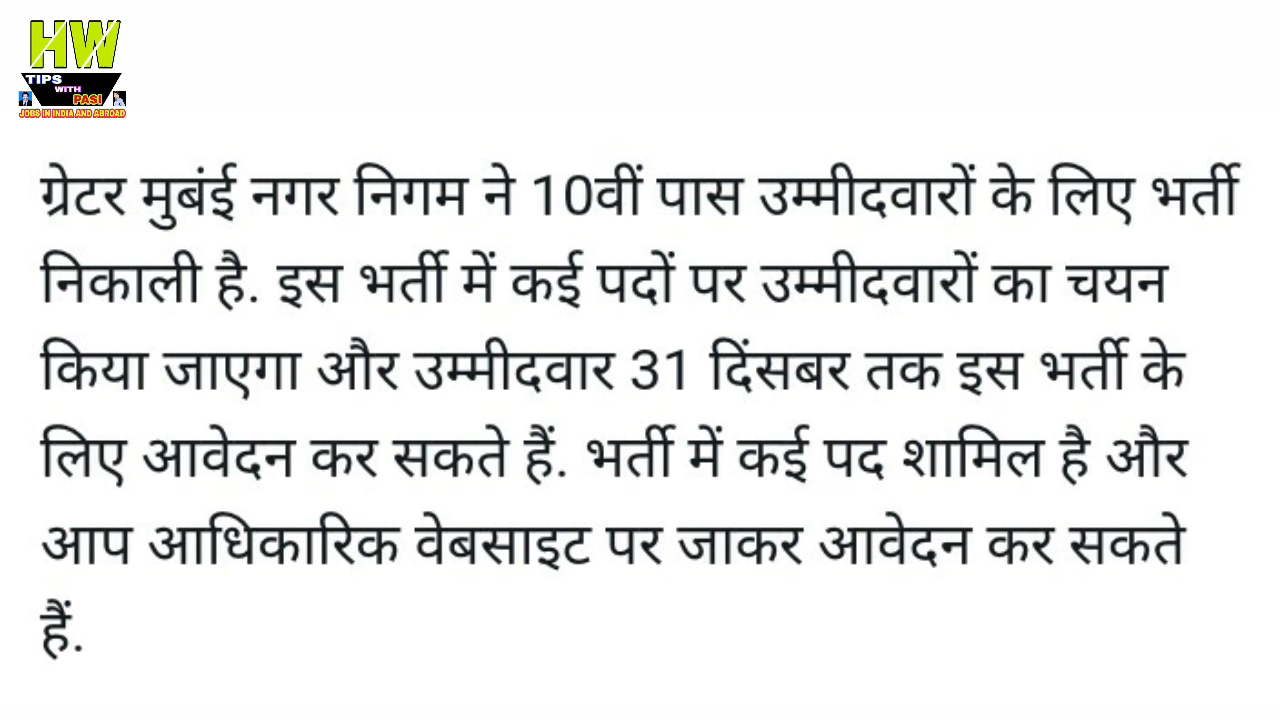 HW
TIPS
WITH
PASI
JOBS IN INDIA AND ABROAD
ग्रेटर मुबंई नगर निगम ने 10वीं पास उम्मीदवारों के लिए भर्ती
निकाली है. इस भर्ती में कई पदों पर उम्मीदवारों का चयन
किया जाएगा और उम्मीदवार 31 दिंसबर तक इस भर्ती के
लिए आवेदन कर सकते हैं. भर्ती में कई पद शामिल है और
आप आधिकारिक वेबसाइट पर जाकर आवेदन कर सकते
हैं.